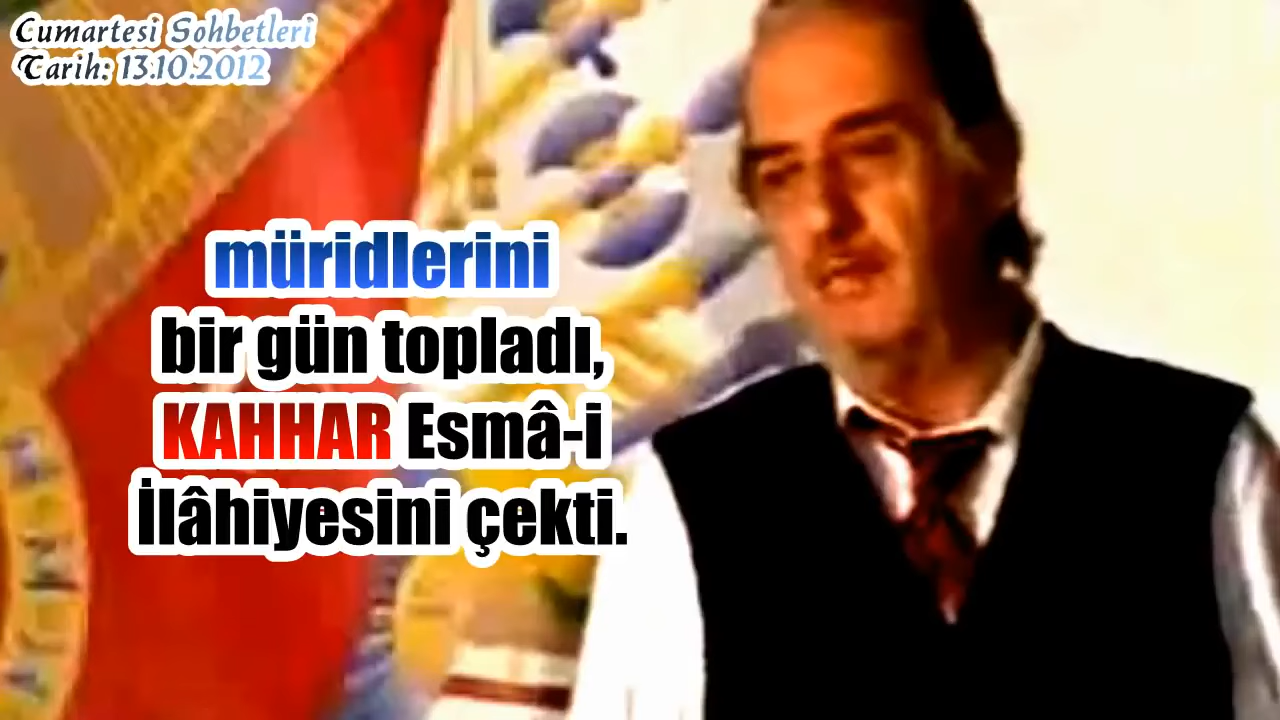 Cumartesi Sohbetleri
Tarih: 13.10.2012
müridlerini
bir gün topladı,
KAHHAR Esmâ-i
İlâhiyesini çekti.